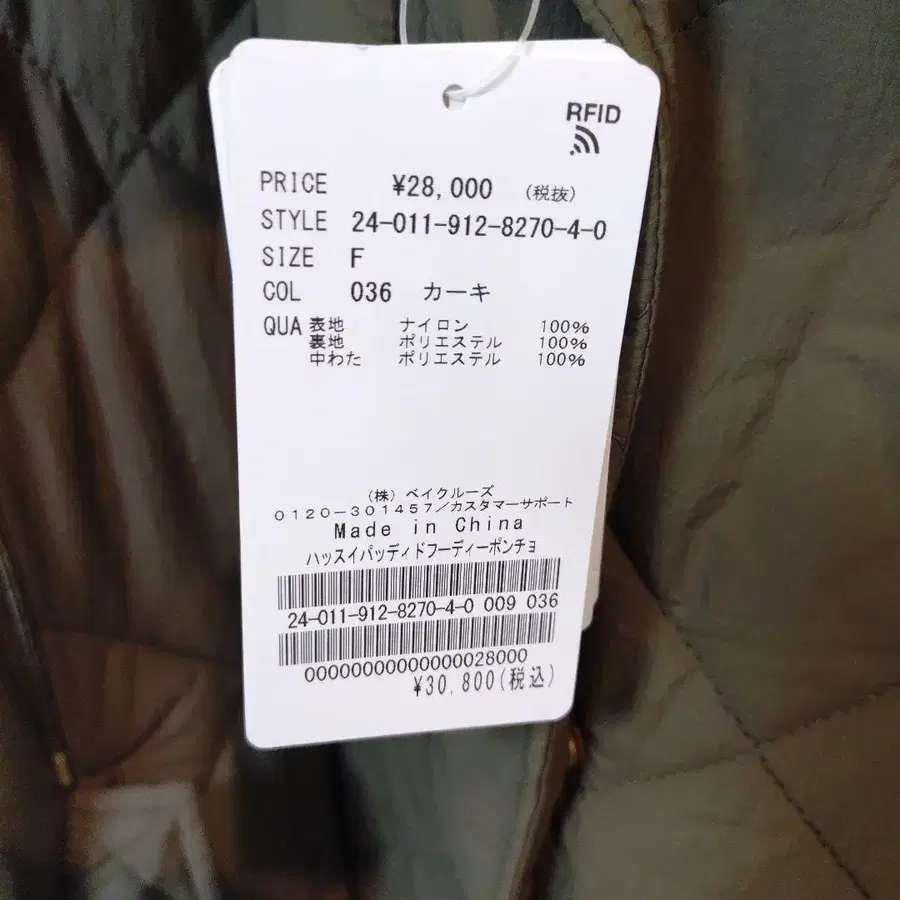 RFID
PRICE ¥28,000 (税抜)
STYLE 24-011-912-8270-4-0
SIZE F
COL 036 カーキ
QUA 表地 ナイロン 100%
裏地 ポリエステル 100%
中わた ポリエステル 100%
(株) ベイクルーズ
0120-301457/カスタマーサポート
Made in China
ハッスイパッディドフーディーポンチョ
24-011-912-8270-4-0 009 036
00000000000000028000
¥30,800(税込)